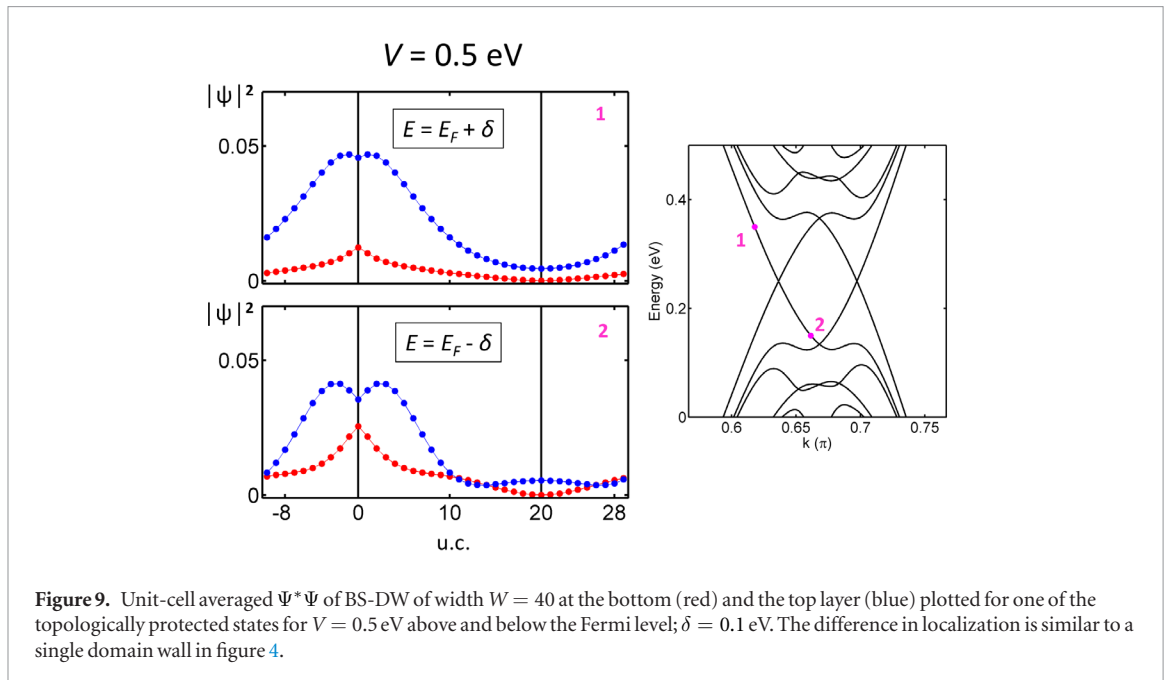 V = 0.5 eV
|ψ|²
1
E = E_F + δ
0.05
0
|ψ|²
2
E = E_F - δ
0.05
0
-8 0 10 20 28
u.c.
Energy (eV)
0.4
0.2
0
1
2
0.6 0.65 0.7 0.75
k (π)
Figure 9. Unit-cell averaged Ψ*Ψ of BS-DW of width W = 40 at the bottom (red) and the top layer (blue) plotted for one of the
topologically protected states for V = 0.5 eV above and below the Fermi level; δ = 0.1 eV. The difference in localization is similar to a
single domain wall in figure 4.